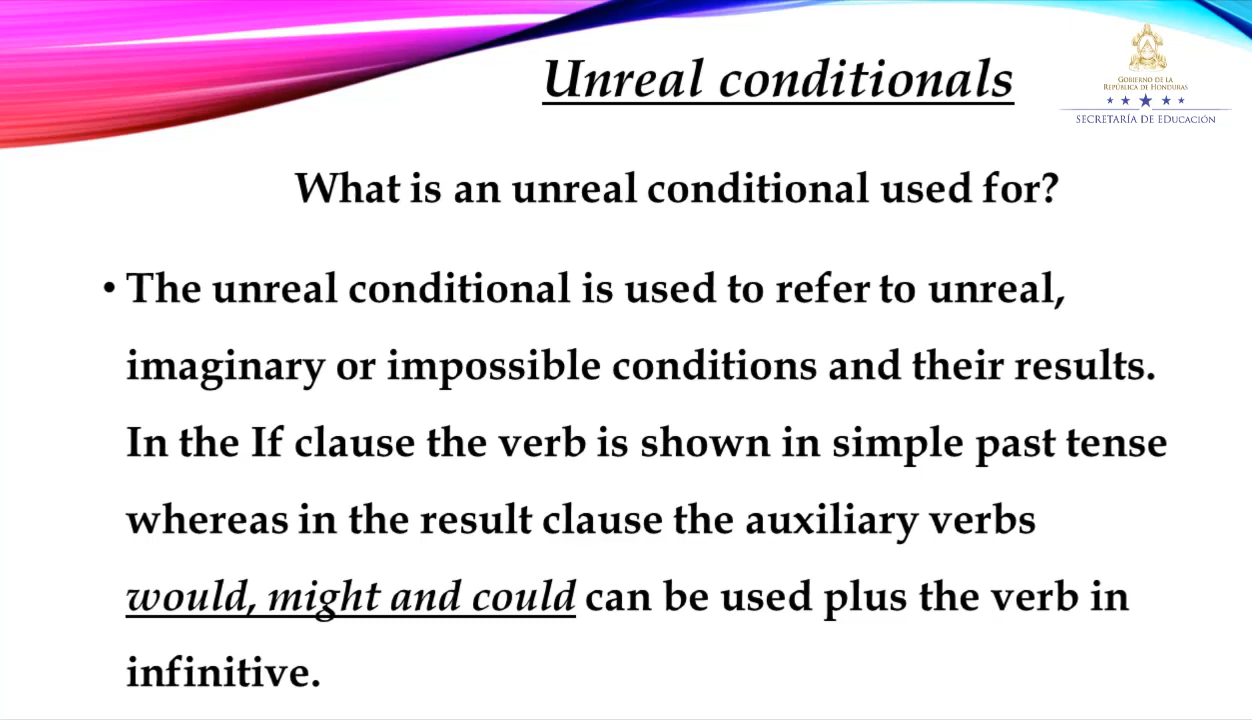 Unreal conditionals
GOBIERNO DE LA
REPÚBLICA DE HONDURAS
SECRETARÍA DE EDUCACIÓN
What is an unreal conditional used for?
• The unreal conditional is used to refer to unreal,
imaginary or impossible conditions and their results.
In the If clause the verb is shown in simple past tense
whereas in the result clause the auxiliary verbs
would, might and could can be used plus the verb in
infinitive.